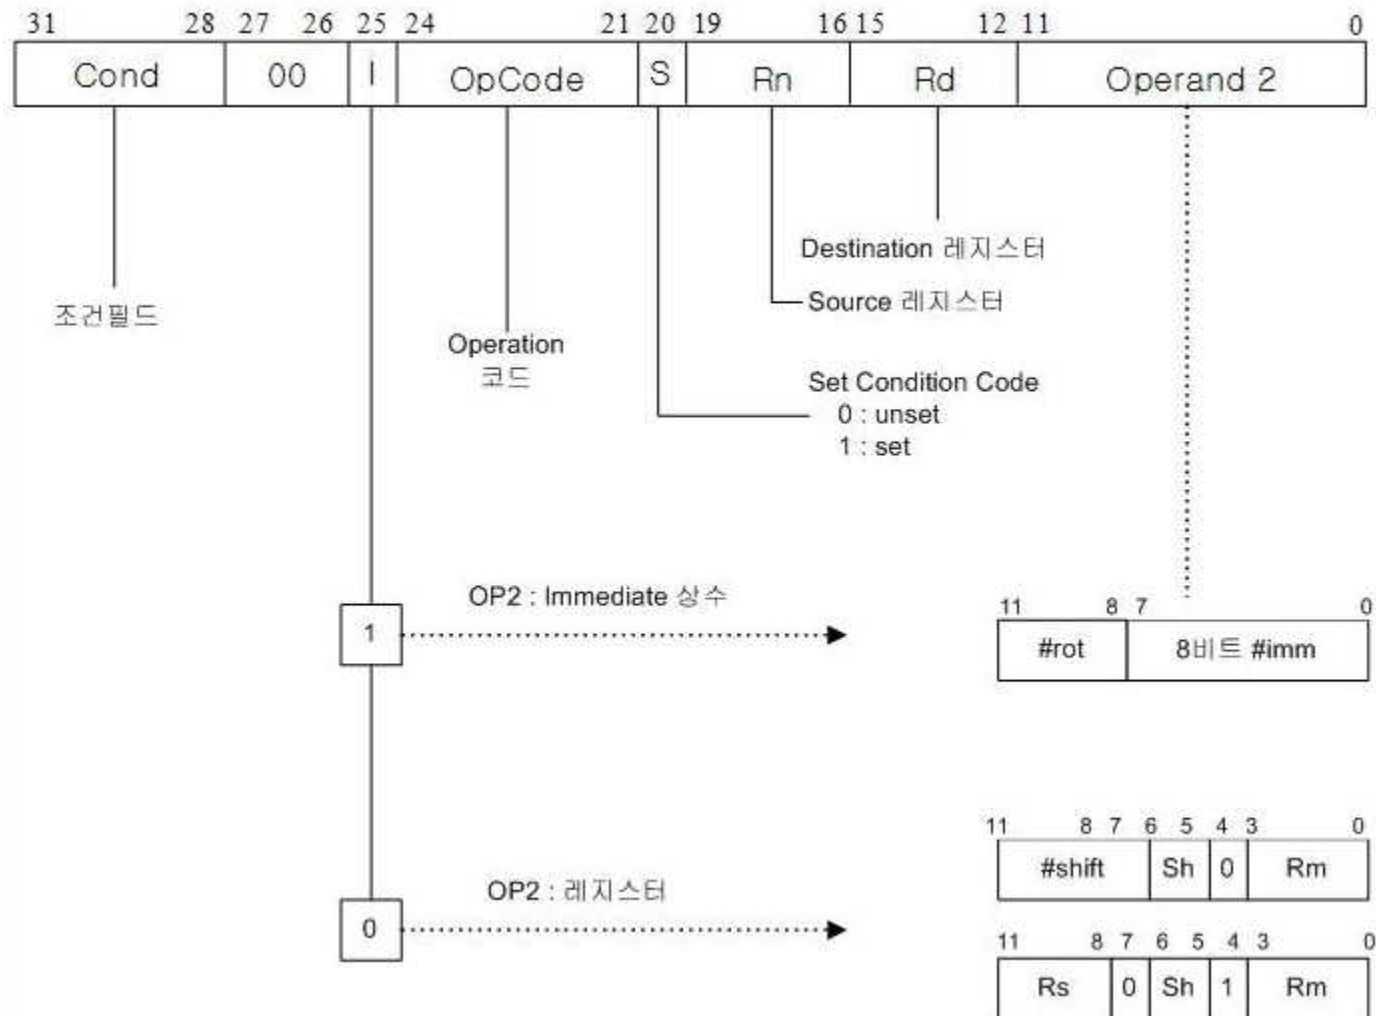 31 28 27 26 25 24 21 20 19 16 15 12 11 0
Cond 00 I OpCode S Rn Rd Operand 2
Destination 레지스터
Source 레지스터
조건필드
Operation
코드
Set Condition Code
0 : unset
1 : set
OP2 : Immediate 상수
11 8 7 0
1
#rot 8비트 #imm
11 8 7 6 5 4 3 0
#shift Sh 0 Rm
OP2 : 레지스터
0
11 8 7 6 5 4 3 0
Rs 0 Sh 1 Rm